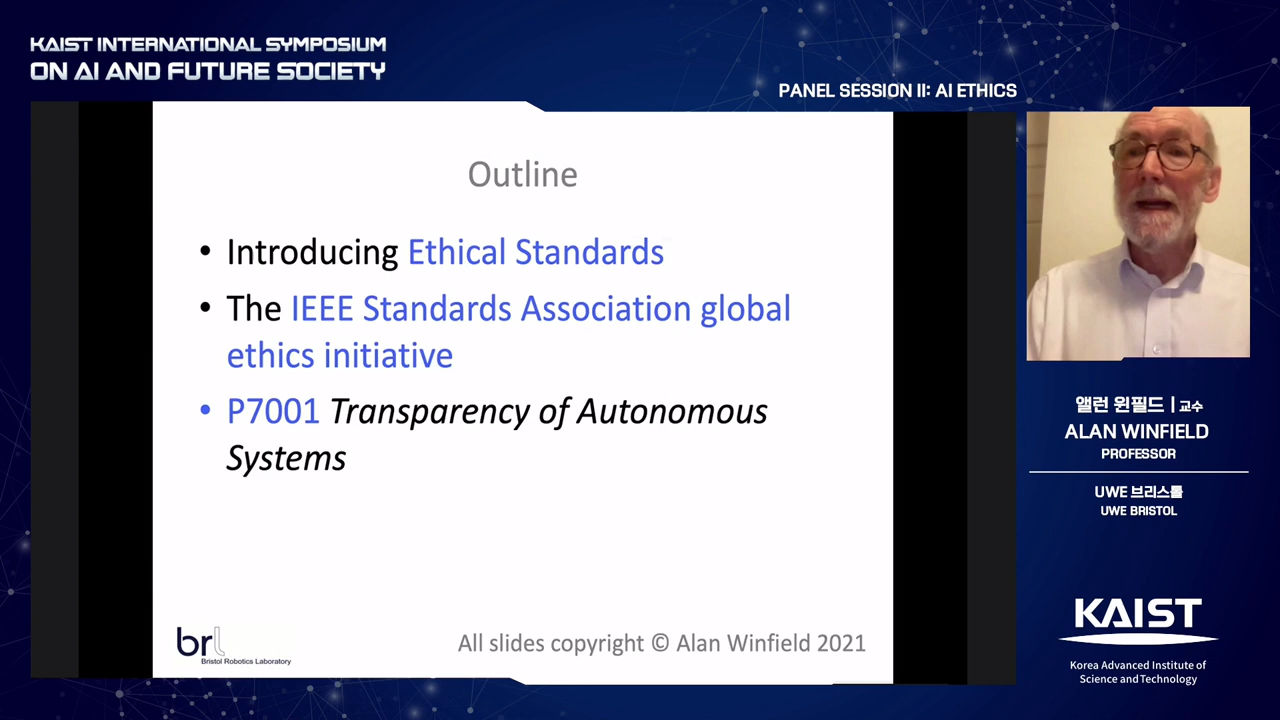 KAIST INTERNATIONAL SYMPOSIUM
ON AI AND FUTURE SOCIETY
PANEL SESSION II: AI ETHICS
Outline
• Introducing Ethical Standards
• The IEEE Standards Association global
ethics initiative
• P7001 Transparency of Autonomous
Systems
brl
Bristol Robotics Laboratory
All slides copyright © Alan Winfield 2021
앨런 윈필드 | 교수
ALAN WINFIELD
PROFESSOR
UWE 브리스톨
UWE BRISTOL
KAIST
Korea Advanced Institute of
Science and Technology